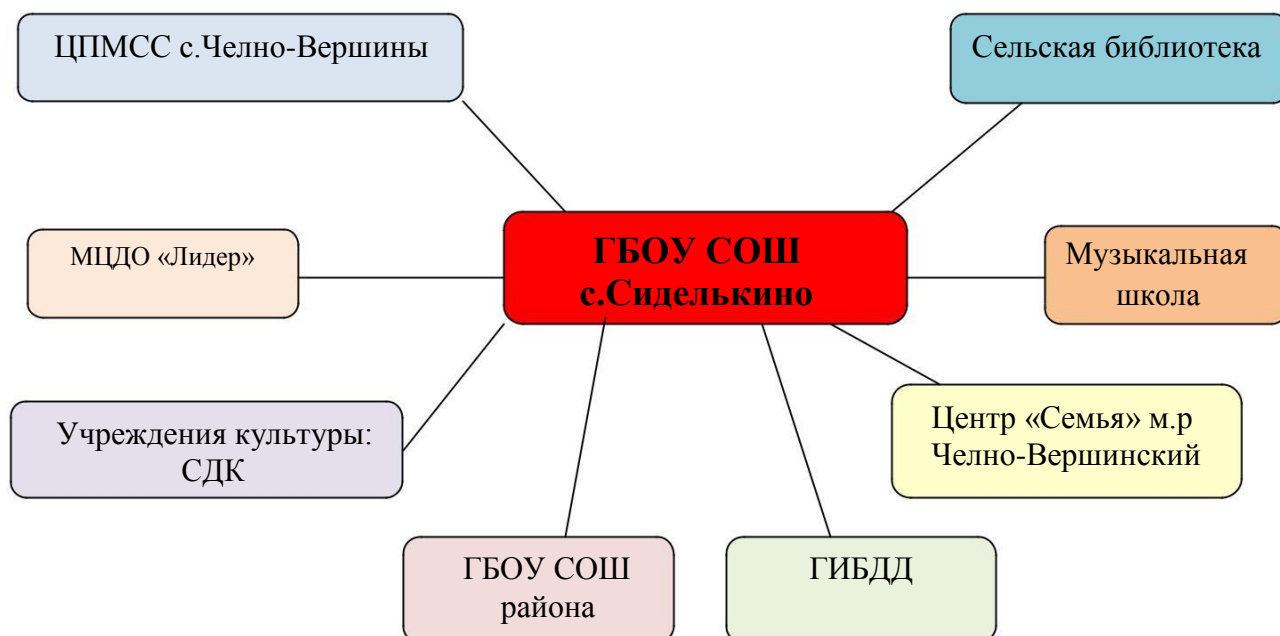 ЦПМСС с.Челно-Вершины
Сельская библиотека
ГБОУ СОШ
с.Сиделькино
МЦДО «Лидер»
Музыкальная
школа
Учреждения культуры:
СДК
Центр «Семья» м.р
Челно-Вершинский
ГБОУ СОШ
района
ГИБДД